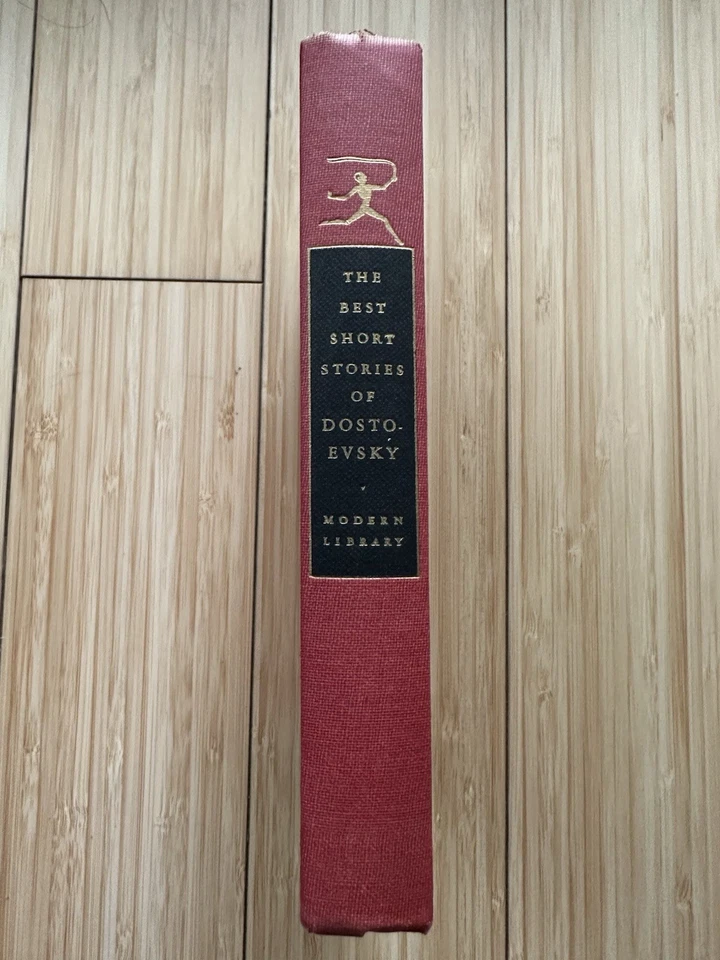 THE
BEST
SHORT
STORIES
OF
DOSTO-
EVSKY
MODERN
LIBRARY